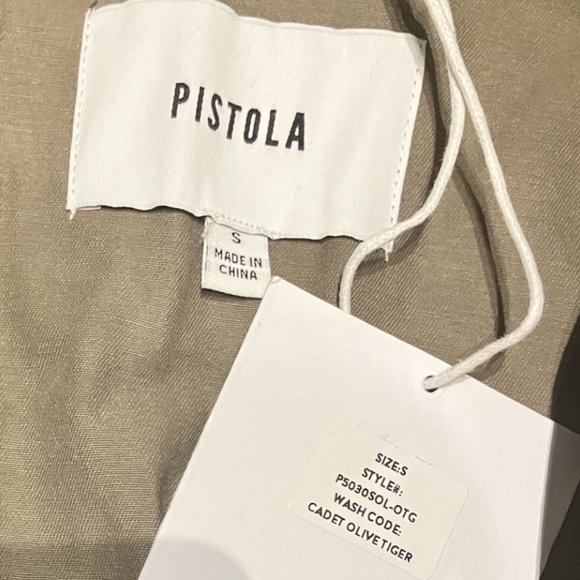 PISTOLA
S
MADE IN
CHINA
SIZE:S
STYLE#:
P5030SOL-OTG
WASH CODE:
CADET OLIVE TIGER